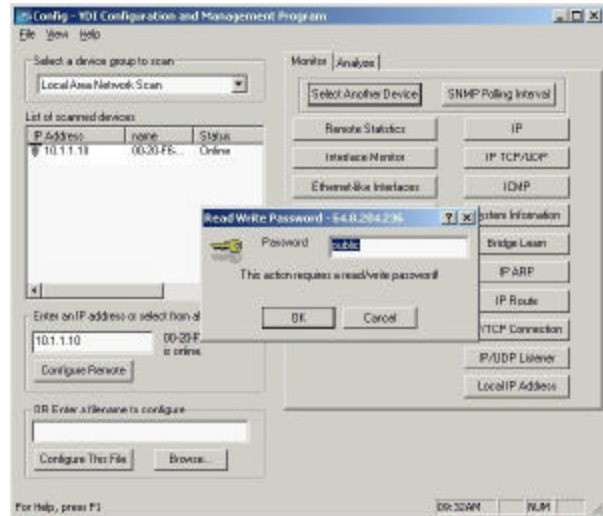 -Config - YDI Configuration and Management Program
File View Help
Select a device group to scan
Local Area Network Scan
List of scanned devices
IP Address name Status
10.1.1.10 00-20-F6-... Online
Enter an IP address or select from al
10.1.1.10
00-20-F
is online.
Configure Remote
OR Enter a filename to configure
Configure This File Browse...
Monitor Analyze
Select Another Device SNMP Polling Interval
Remote Statistics IP
Interface Monitor IP TCP/UDP
Ethernet-like Interfaces ICMP
ystem Information
Bridge Learn
IP ARP
IP Route
/TCP Connection
IP/UDP Listener
Local IP Address
Read Write Password - 64.8.204.236
Password public
This action requires a read/write password!
OK Cancel
For Help, press F1
09:32AM NUM